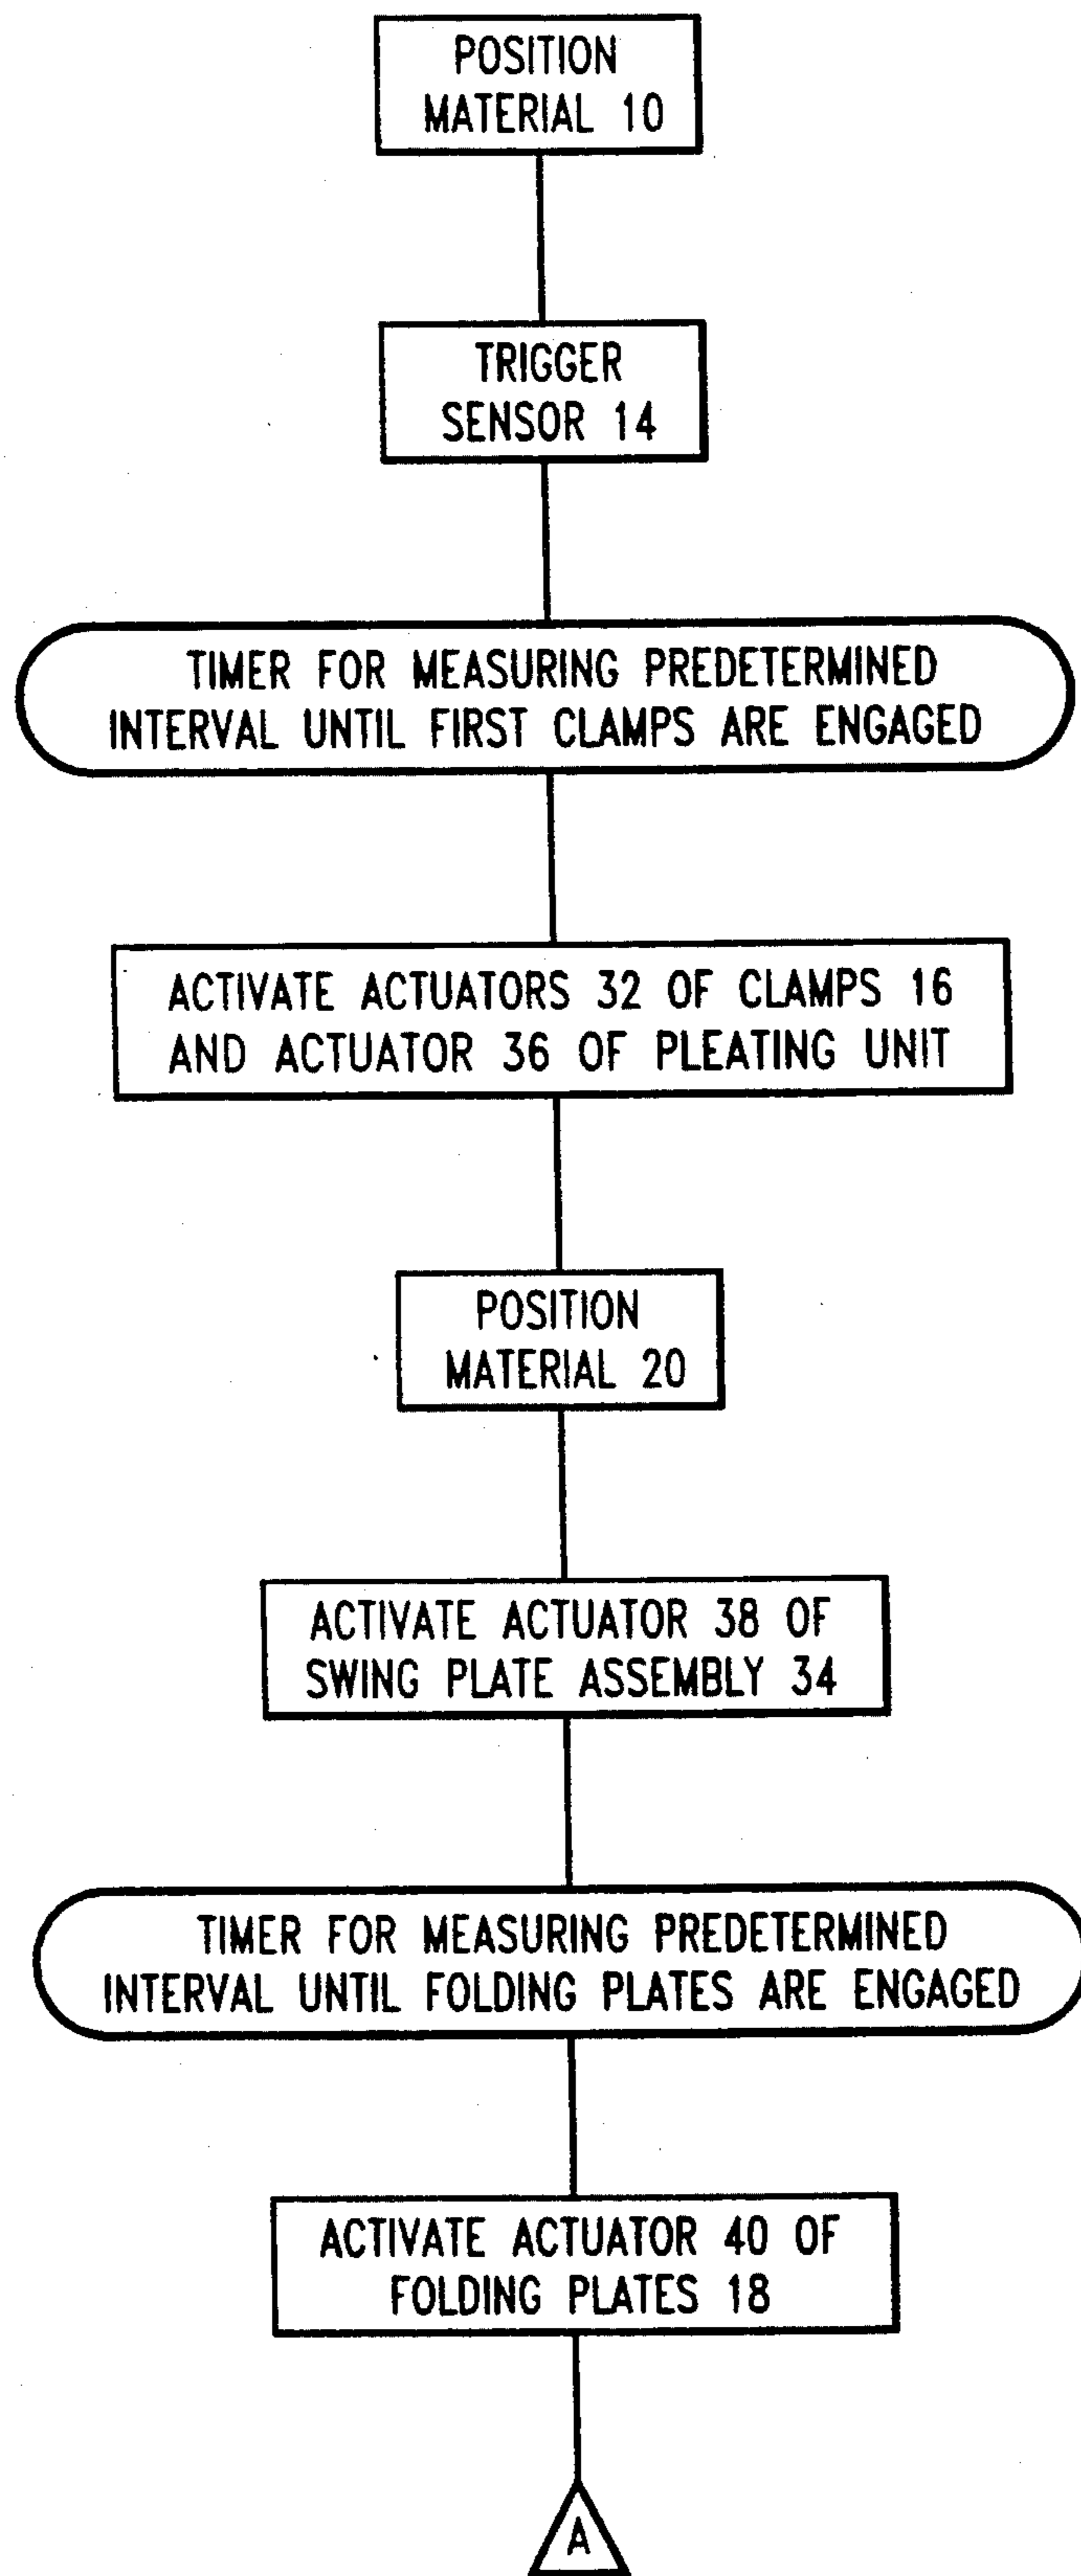 POSITION
MATERIAL 10
TRIGGER
SENSOR 14
TIMER FOR MEASURING PREDETERMINED
INTERVAL UNTIL FIRST CLAMPS ARE ENGAGED
ACTIVATE ACTUATORS 32 OF CLAMPS 16
AND ACTUATOR 36 OF PLEATING UNIT
POSITION
MATERIAL 20
ACTIVATE ACTUATOR 38 OF
SWING PLATE ASSEMBLY 34
TIMER FOR MEASURING PREDETERMINED
INTERVAL UNTIL FOLDING PLATES ARE ENGAGED
ACTIVATE ACTUATOR 40 OF
FOLDING PLATES 18
A